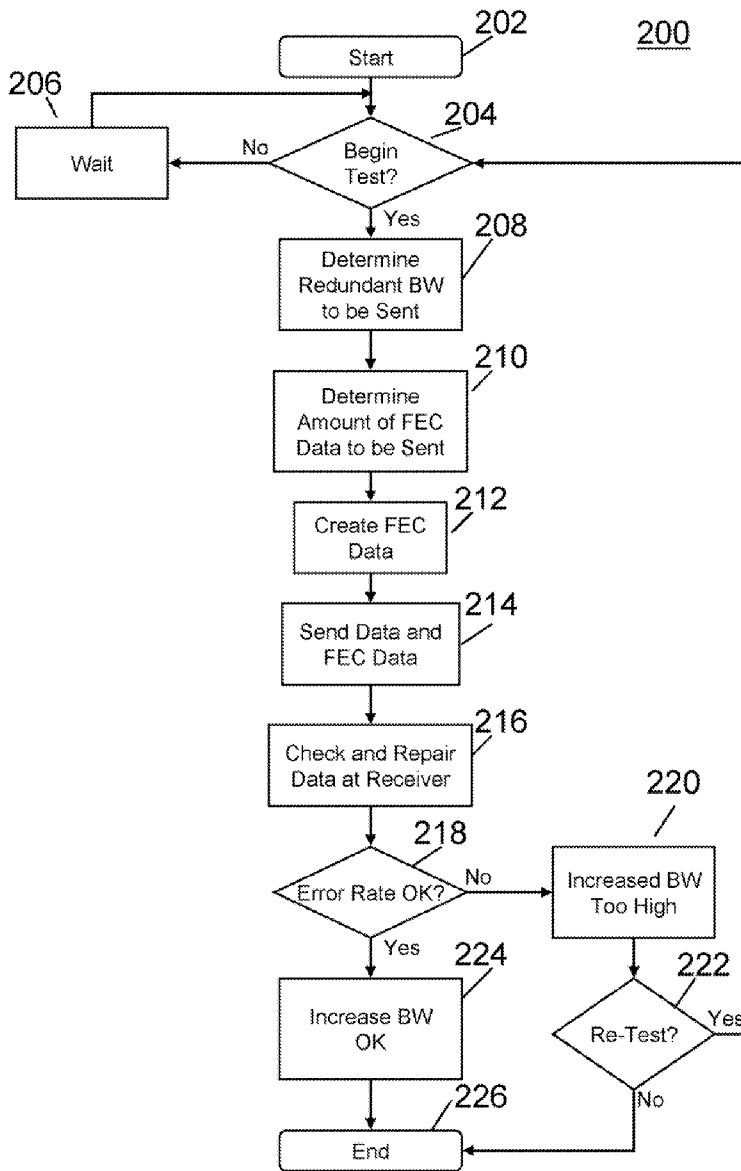 202
200
Start
206
204
No
Begin
Test?
Wait
Yes
208
Determine
Redundant BW
to be Sent
210
Determine
Amount of FEC
Data to be Sent
212
Create FEC
Data
214
Send Data and
FEC Data
216
Check and Repair
Data at Receiver
220
218
No
Error Rate OK?
Increased BW
Too High
Yes
224
222
Increase BW
OK
Re-Test?
Yes
226
No
End